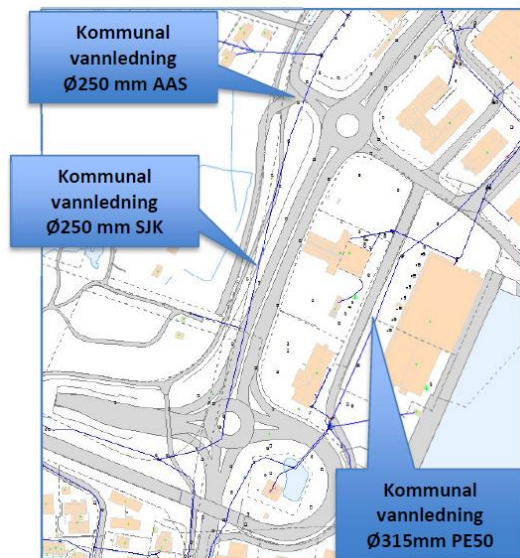 Kommunal
vannledning
Ø250 mm AAS
Kommunal
vannledning
Ø250 mm SJK
Kommunal
vannledning
Ø315mm PE50